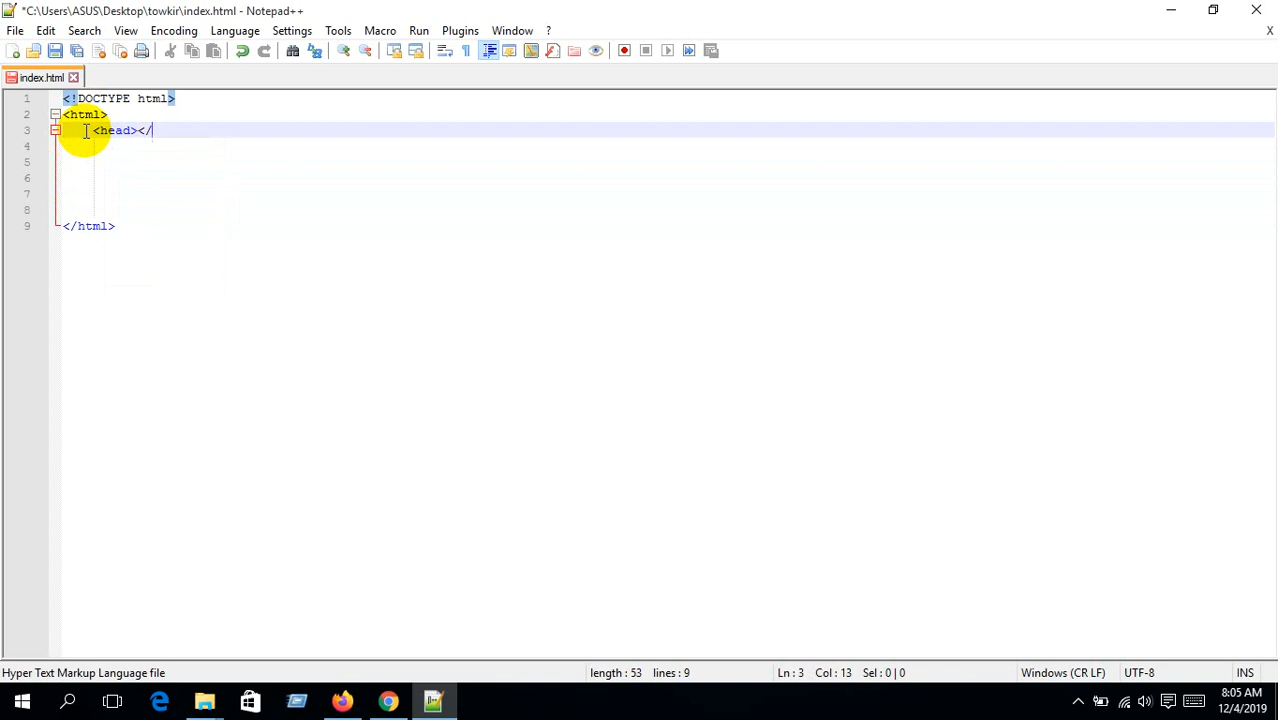 *C:\Users\ASUS\Desktop\towkir\index.html - Notepad++
File Edit Search View Encoding Language Settings Tools Macro Run Plugins Window ? X
index.html
1 <!DOCTYPE html>
2 <html>
3 <head></
4
5
6
7
8
9 </html>
Hyper Text Markup Language file length : 53 lines : 9 Ln : 3 Col : 13 Sel : 0 | 0 Windows (CR LF) UTF-8 INS
8:05 AM
12/4/2019